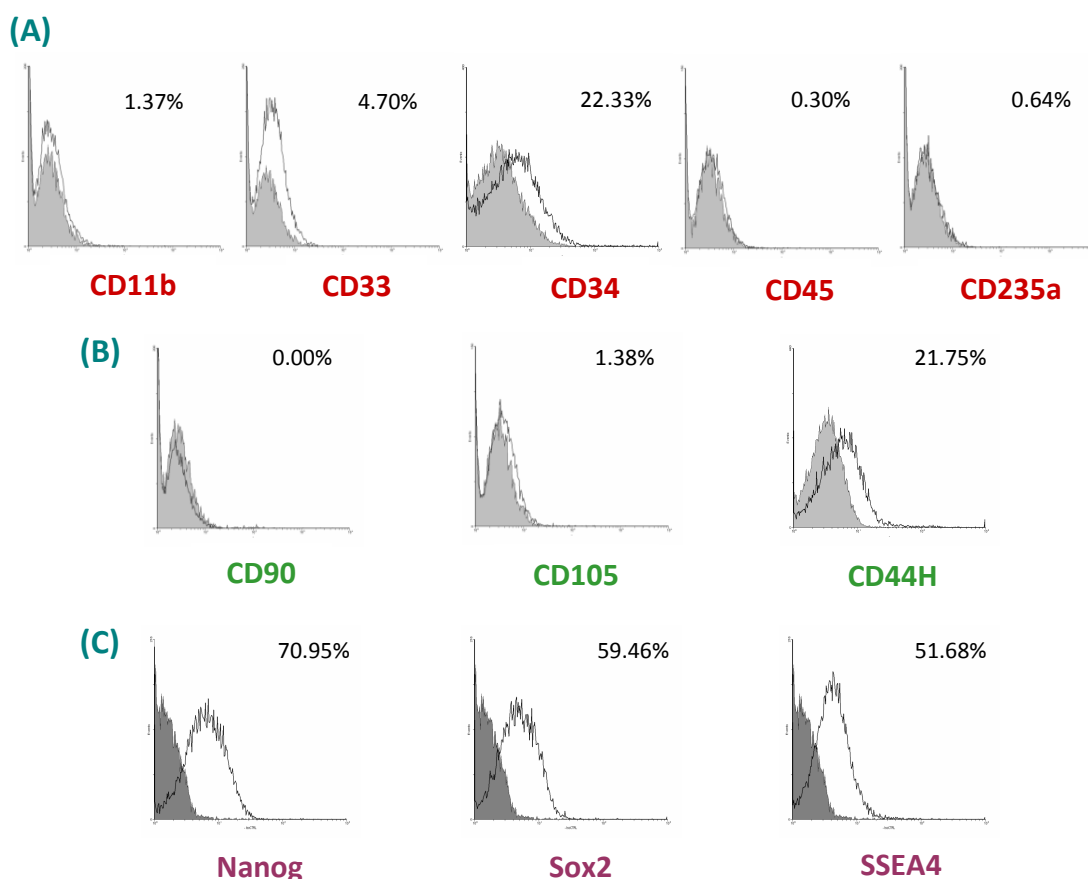 (A)
1.37% 4.70% 22.33% 0.30% 0.64%
CD11b CD33 CD34 CD45 CD235a
(B)
0.00% 1.38% 21.75%
CD90 CD105 CD44H
(C)
70.95% 59.46% 51.68%
Nanog Sox2 SSEA4